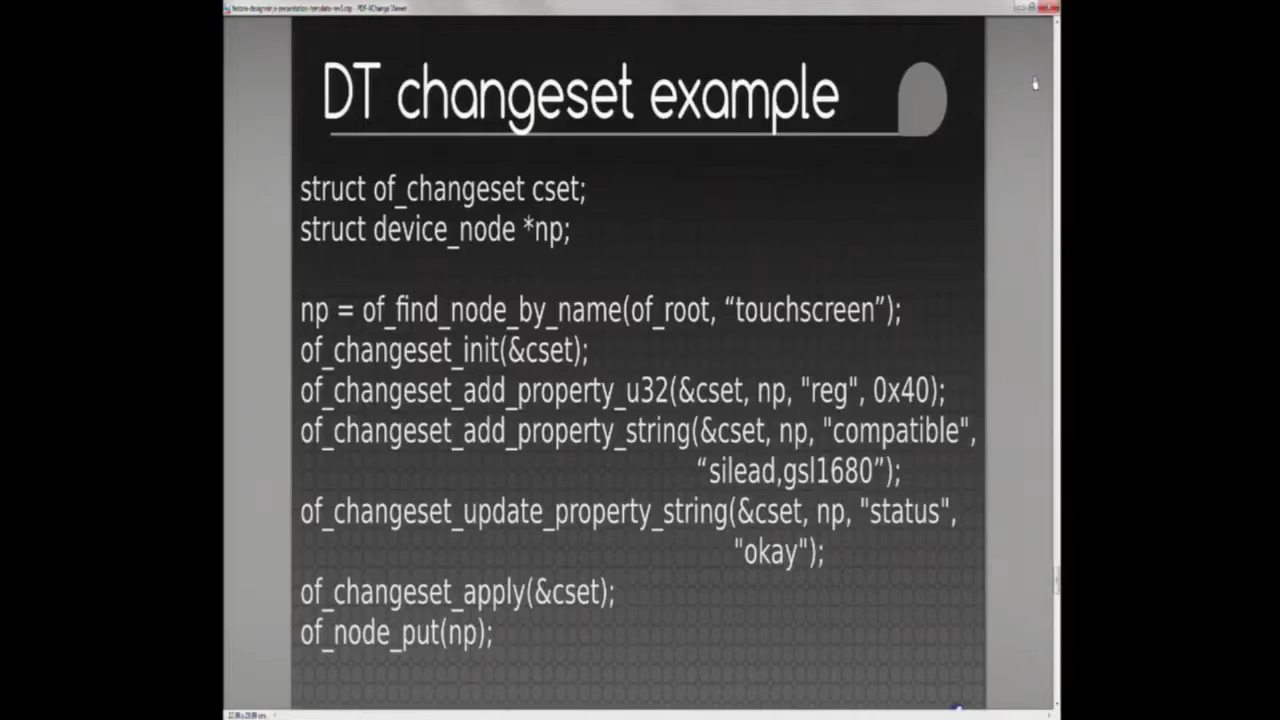 DT changeset example
struct of_changeset cset;
struct device_node *np;
np = of_find_node_by_name(of_root, “touchscreen”);
of_changeset_init(&cset);
of_changeset_add_property_u32(&cset, np, "reg", 0x40);
of_changeset_add_property_string(&cset, np, "compatible",
“silead,gsl1680”);
of_changeset_update_property_string(&cset, np, "status",
"okay");
of_changeset_apply(&cset);
of_node_put(np);